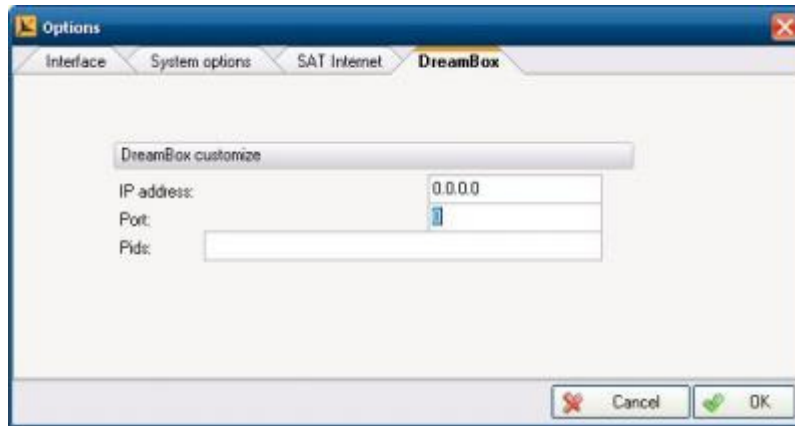 Options
Interface System options SAT Internet DreamBox
DreamBox customize
IP address: 0.0.0.0
Port: 0
Pids:
Cancel OK